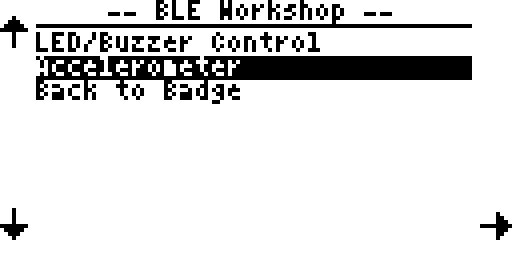 -- BLE Workshop --
LED/Buzzer Control
Accelerometer
Back to Badge